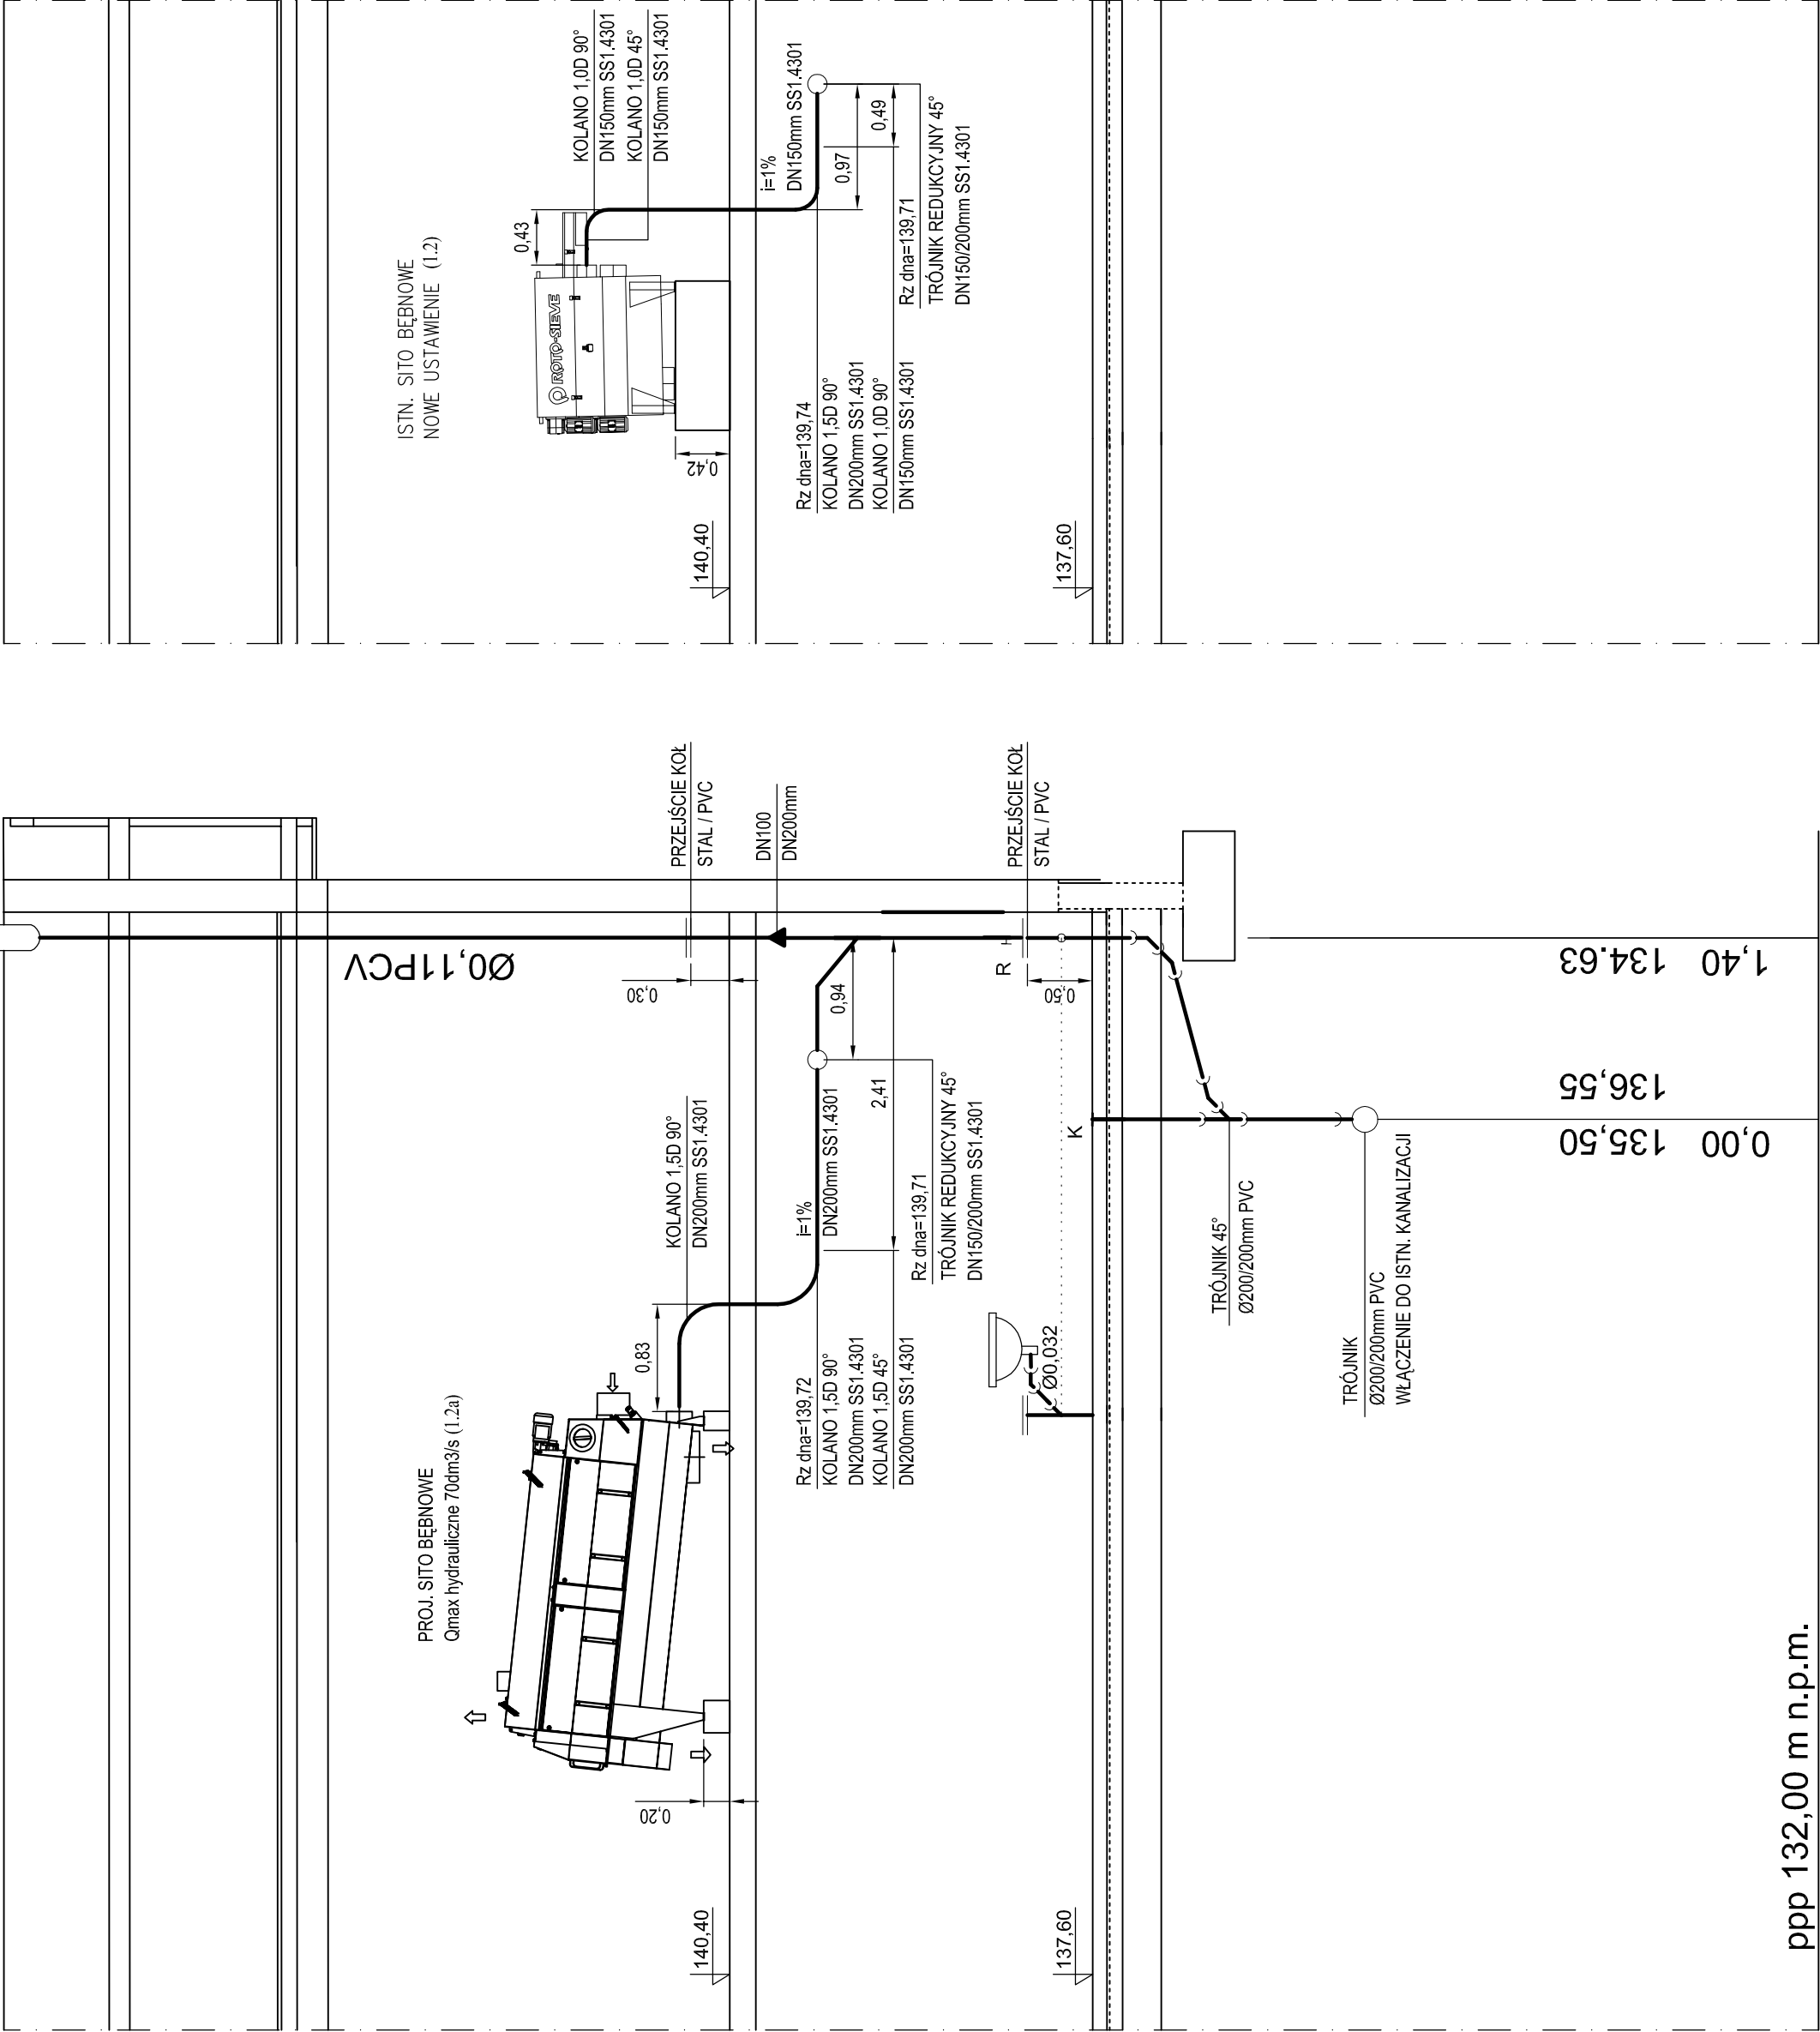 ISTN. SITO BĘBNOWE
NOWE USTAWIENIE (1.2)
0,43
KOLANO 1,0D 90°
DN150mm SS1.4301
KOLANO 1,0D 45°
DN150mm SS1.4301
ROTO-SIEVE
0,42
i=1%
DN150mm SS1.4301
0,97
0,49
Rz dna=139,71
TRÓJNIK REDUKCYJNY 45°
DN150/200mm SS1.4301
Rz dna=139,74
KOLANO 1,5D 90°
DN200mm SS1.4301
KOLANO 1,0D 90°
DN150mm SS1.4301
140,40
137,60
Ø0,11PCV
PRZEJŚCIE KOŁ
STAL / PVC
DN100
DN200mm
PRZEJŚCIE KOŁ
STAL / PVC
0,30
0,94
R
0,50
PROJ. SITO BĘBNOWE
Qmax hydrauliczne 70dm3/s (1.2a)
0,83
KOLANO 1,5D 90°
DN200mm SS1.4301
i=1%
DN200mm SS1.4301
2,41
Rz dna=139,71
TRÓJNIK REDUKCYJNY 45°
DN150/200mm SS1.4301
Rz dna=139,72
KOLANO 1,5D 90°
DN200mm SS1.4301
KOLANO 1,5D 45°
DN200mm SS1.4301
Ø0,032
K
0,20
140,40
137,60
TRÓJNIK 45°
Ø200/200mm PVC
TRÓJNIK
Ø200/200mm PVC
WŁĄCZENIE DO ISTN. KANALIZACJI
134.63
1,40
136,55
135,50
0,00
ppp 132,00 m n.p.m.